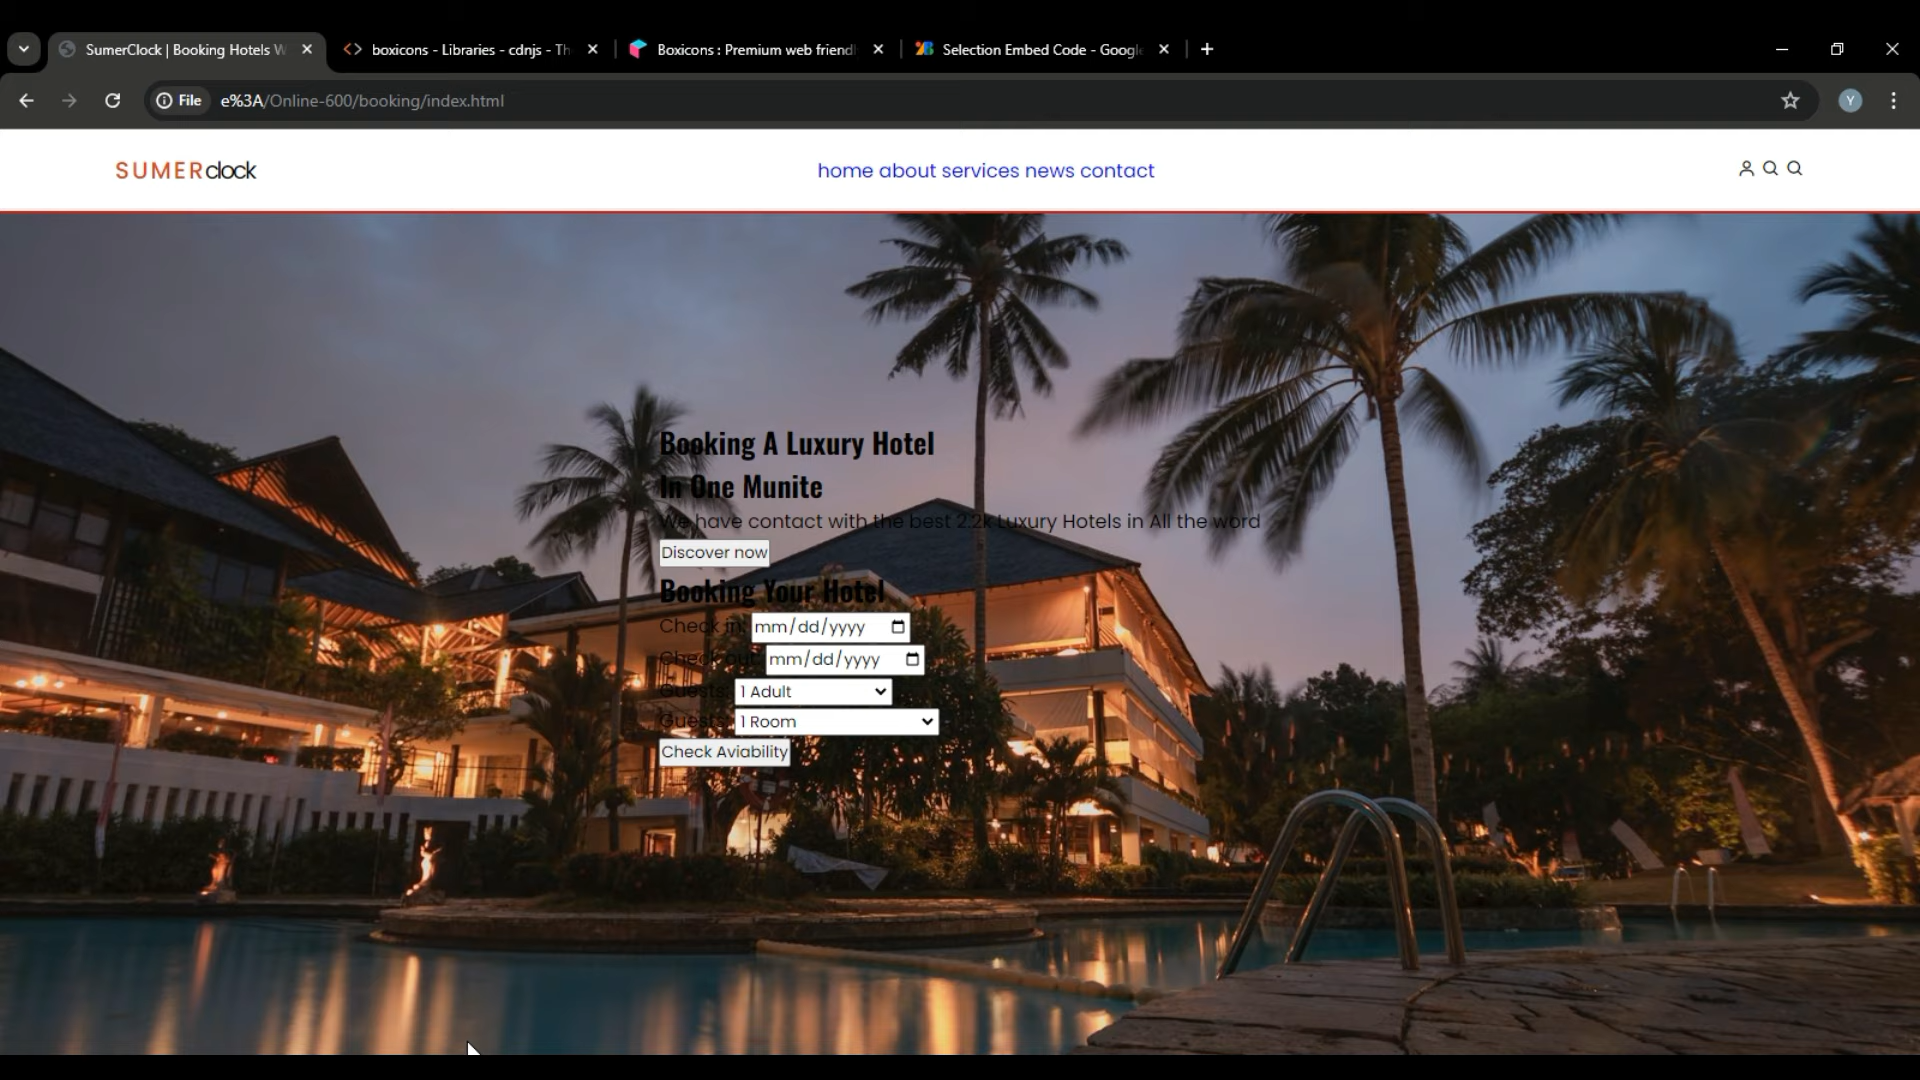 SumerClock | Booking Hotels W
boxicons - Libraries - cdnjs - Th
Boxicons : Premium web friend
Selection Embed Code - Google
File
e%3A/Online-600/booking/index.html
Y
SUMERclock
home about services news contact
Booking A Luxury Hotel
In One Munite
We have contact with the best 2.2k Luxury Hotels in All the word
Discover now
Booking Your Hotel
Check in: mm/dd/yyyy
Check out: mm/dd/yyyy
Guests: 1 Adult
Guests: 1 Room
Check Aviability